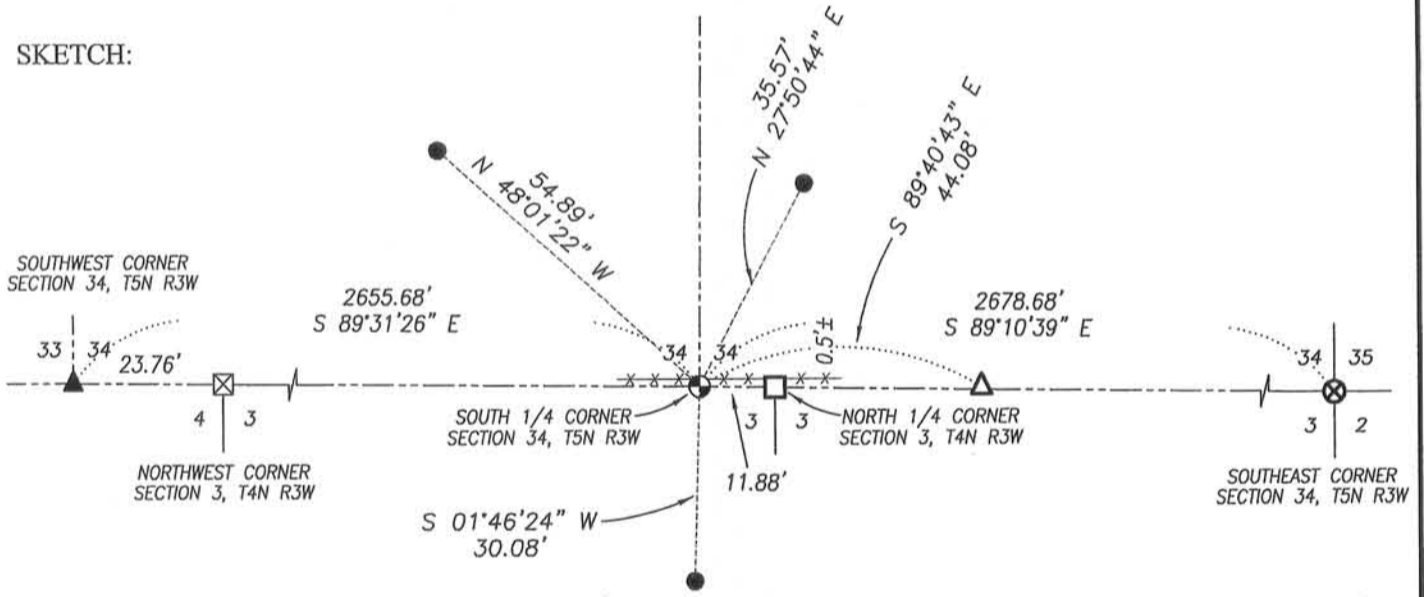 SKETCH:
35.57'
N 27°50'44" E
S 89°40'43" E
44.08'
54.89'
N 48°01'22" W
SOUTHWEST CORNER
SECTION 34, T5N R3W
2655.68'
S 89°31'26" E
2678.68'
S 89°10'39" E
0.5'±
33 34
23.76'
34 34
34 35
X X X X X X X
4 3
SOUTH 1/4 CORNER
SECTION 34, T5N R3W
3 3
NORTH 1/4 CORNER
SECTION 3, T4N R3W
3 2
NORTHWEST CORNER
SECTION 3, T4N R3W
11.88'
SOUTHEAST CORNER
SECTION 34, T5N R3W
S 01°46'24" W
30.08'